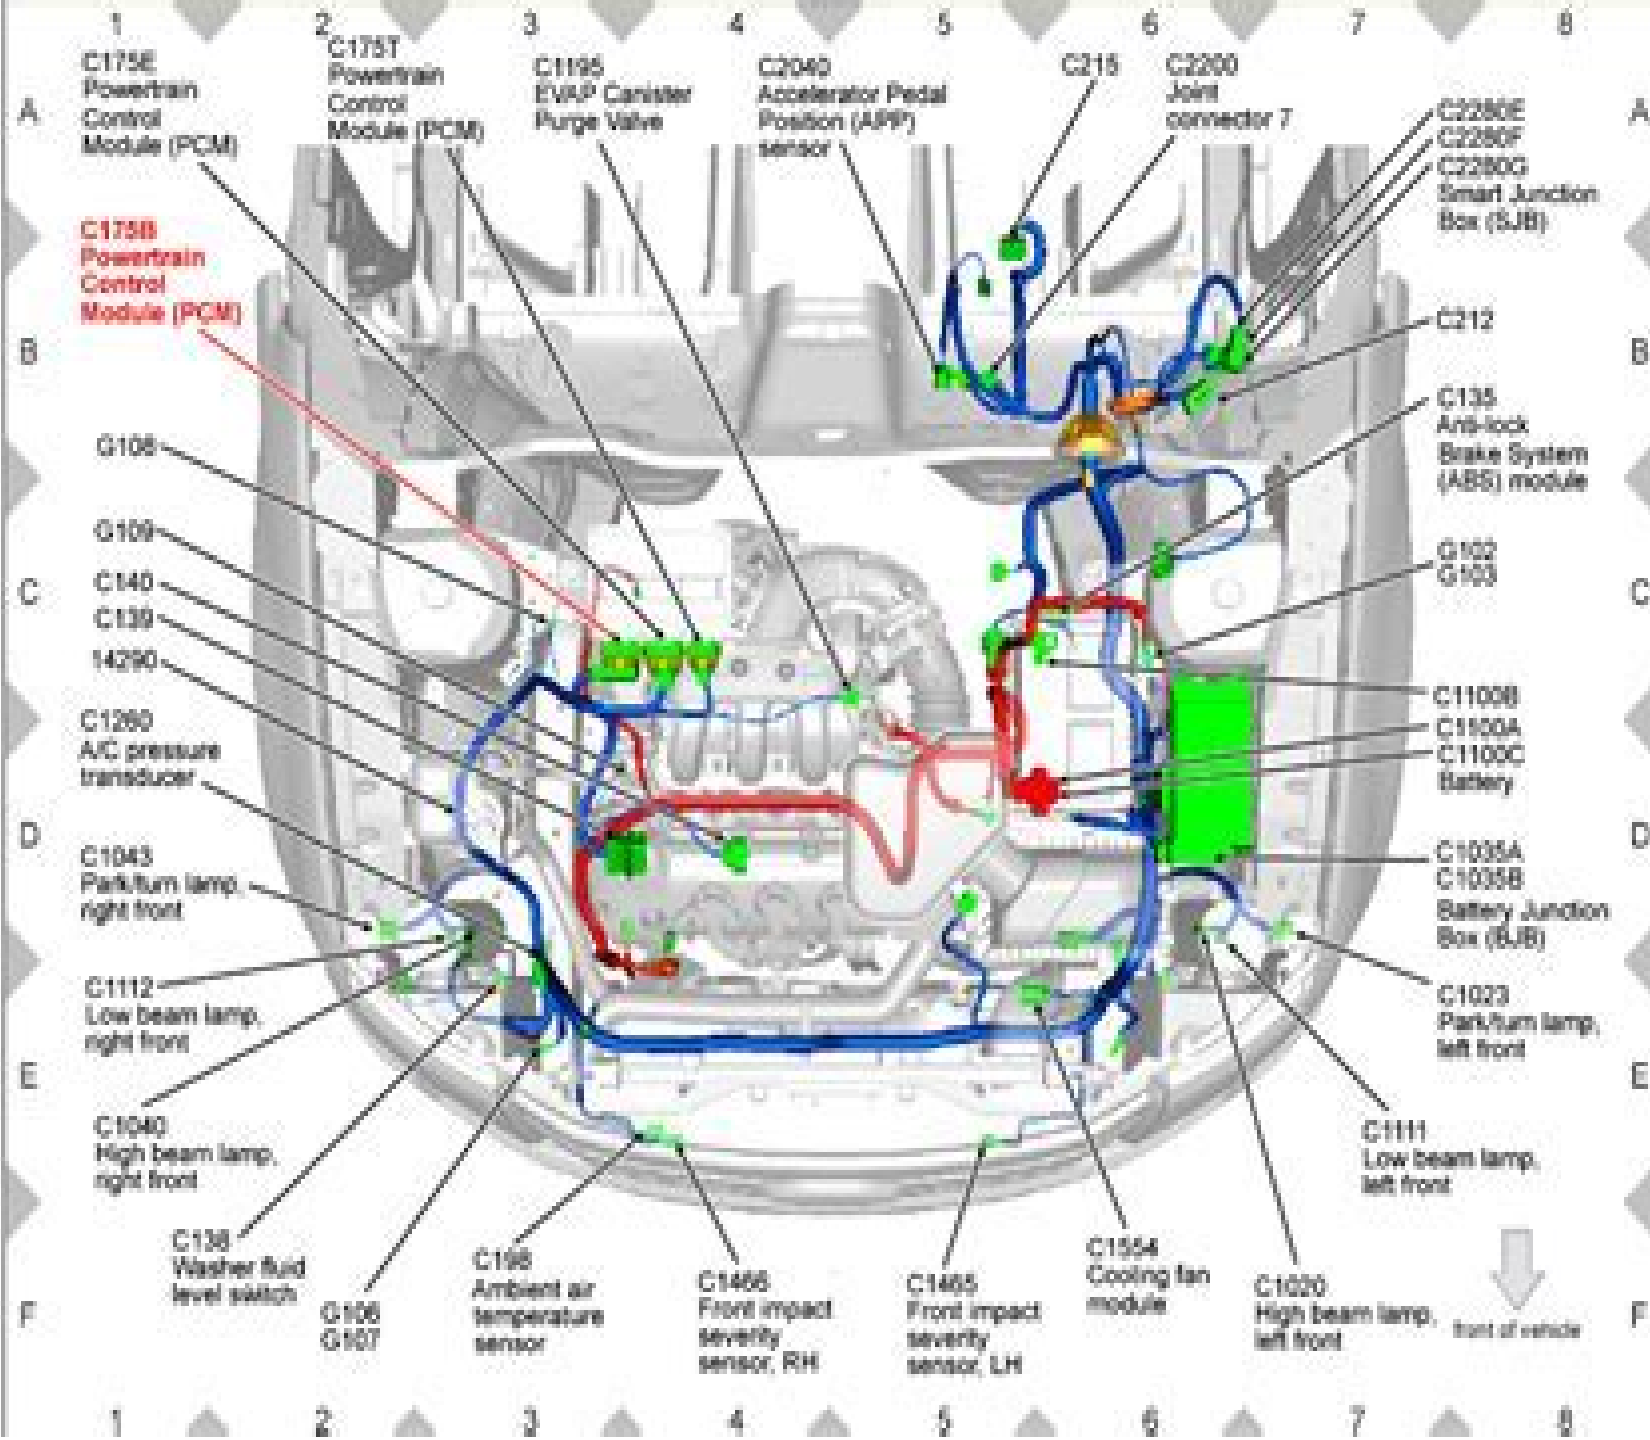 1 2 3 4 5 6 7 8
C175E
Powertrain
Control
Module (PCM)
C175T
Powertrain
Control
Module (PCM)
C1195
EVAP Canister
Purge Valve
C2040
Accelerator Pedal
Position (APP)
sensor
C215
C2200
Joint
connector 7
C2280E
C2280F
C2280G
Smart Junction
Box (SJB)
A A
C175B
Powertrain
Control
Module (PCM)
C212
B B
C135
Anti-lock
Brake System
(ABS) module
G108
G109
C140
C139
14290
G102
G103
C C
C1260
A/C pressure
transducer
C1100B
C1100A
C1100C
Battery
D D
C1043
Park/turn lamp,
right front
C1035A
C1035B
Battery Junction
Box (BJB)
C1112
Low beam lamp,
right front
C1023
Park/turn lamp,
left front
E E
C1040
High beam lamp,
right front
C1111
Low beam lamp,
left front
C138
Washer fluid
level switch
G106
G107
C198
Ambient air
temperature
sensor
C1466
Front impact
severity
sensor, RH
C1465
Front impact
severity
sensor, LH
C1554
Cooling fan
module
C1020
High beam lamp,
left front
front of vehicle
F F
1 2 3 4 5 6 7 8